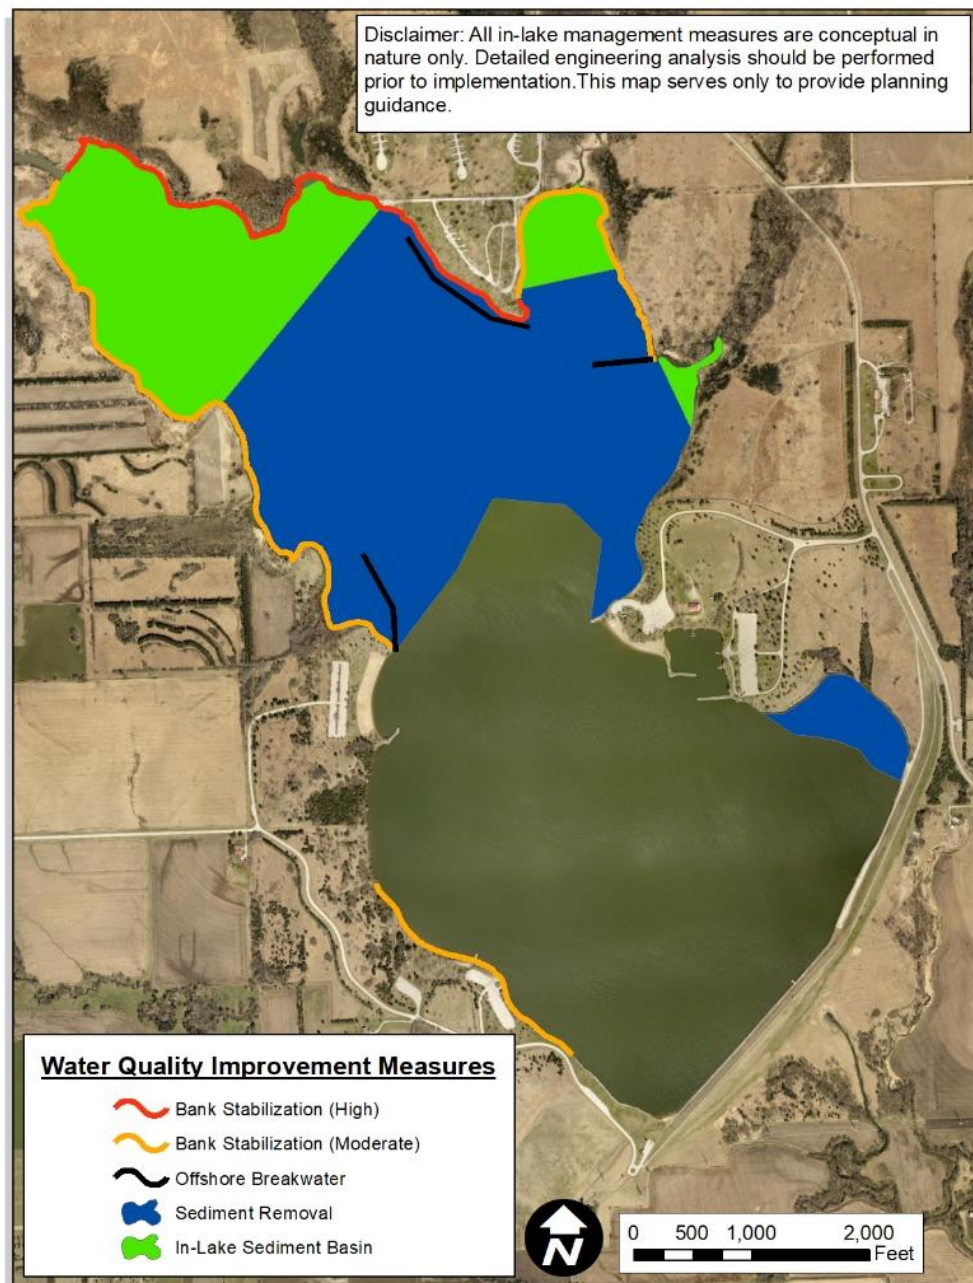 Disclaimer: All in-lake management measures are conceptual in
nature only. Detailed engineering analysis should be performed
prior to implementation.This map serves only to provide planning
guidance.
Water Quality Improvement Measures
Bank Stabilization (High)
Bank Stabilization (Moderate)
Offshore Breakwater
Sediment Removal
In-Lake Sediment Basin
N
0 500 1,000 2,000
Feet